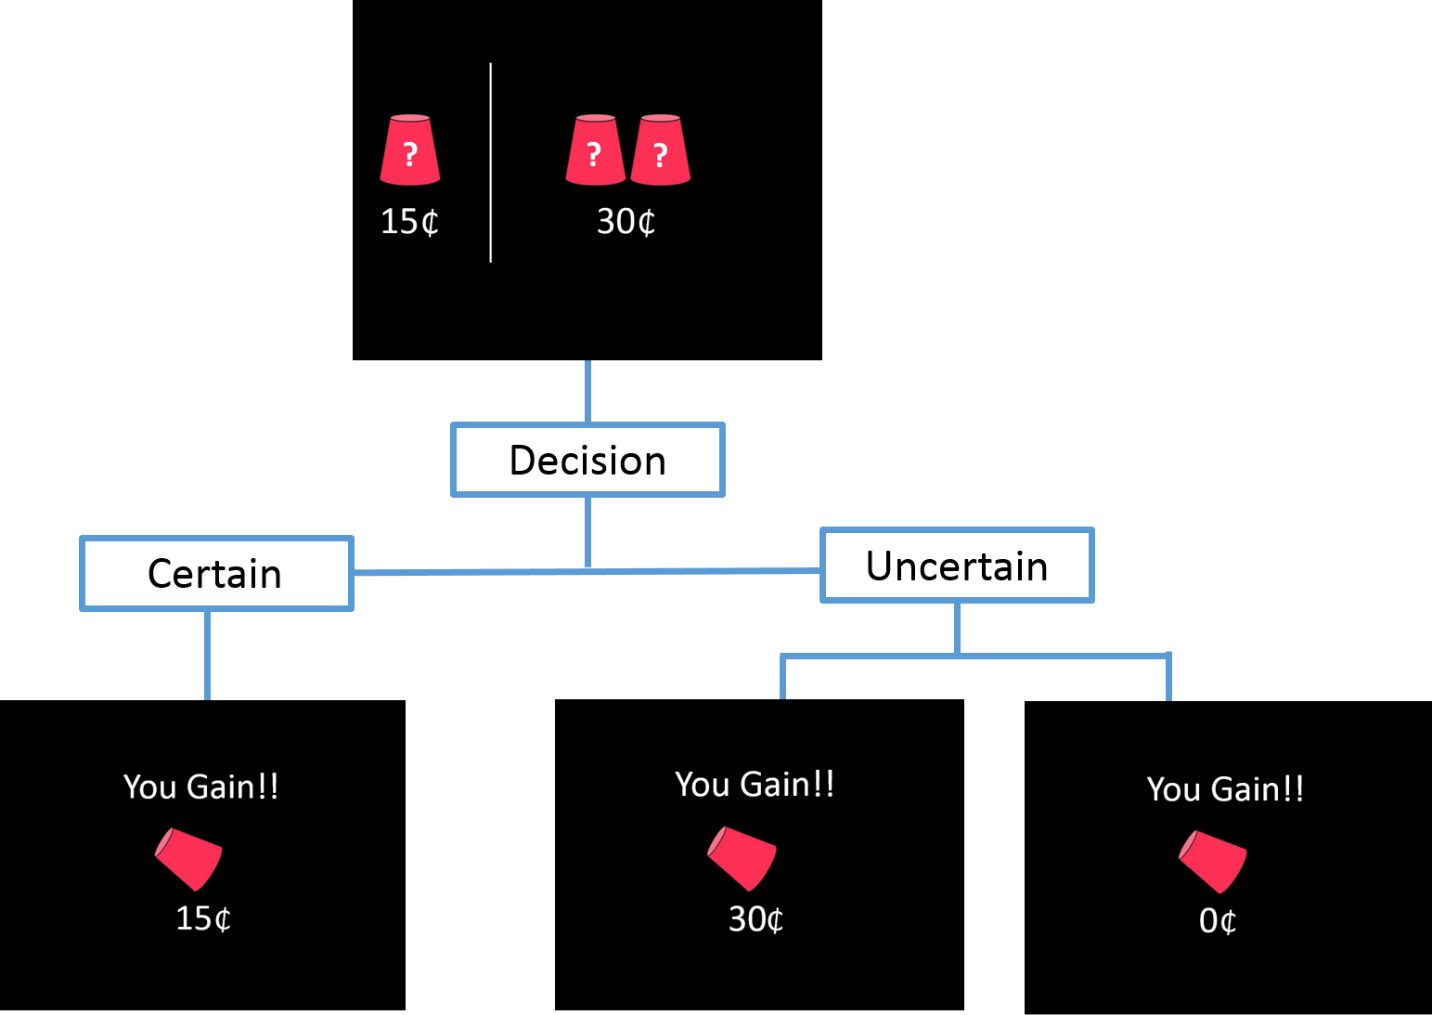 ? ? ?
15¢ 30¢
Decision
Certain
Uncertain
You Gain!!
15¢
You Gain!!
30¢
You Gain!!
0¢